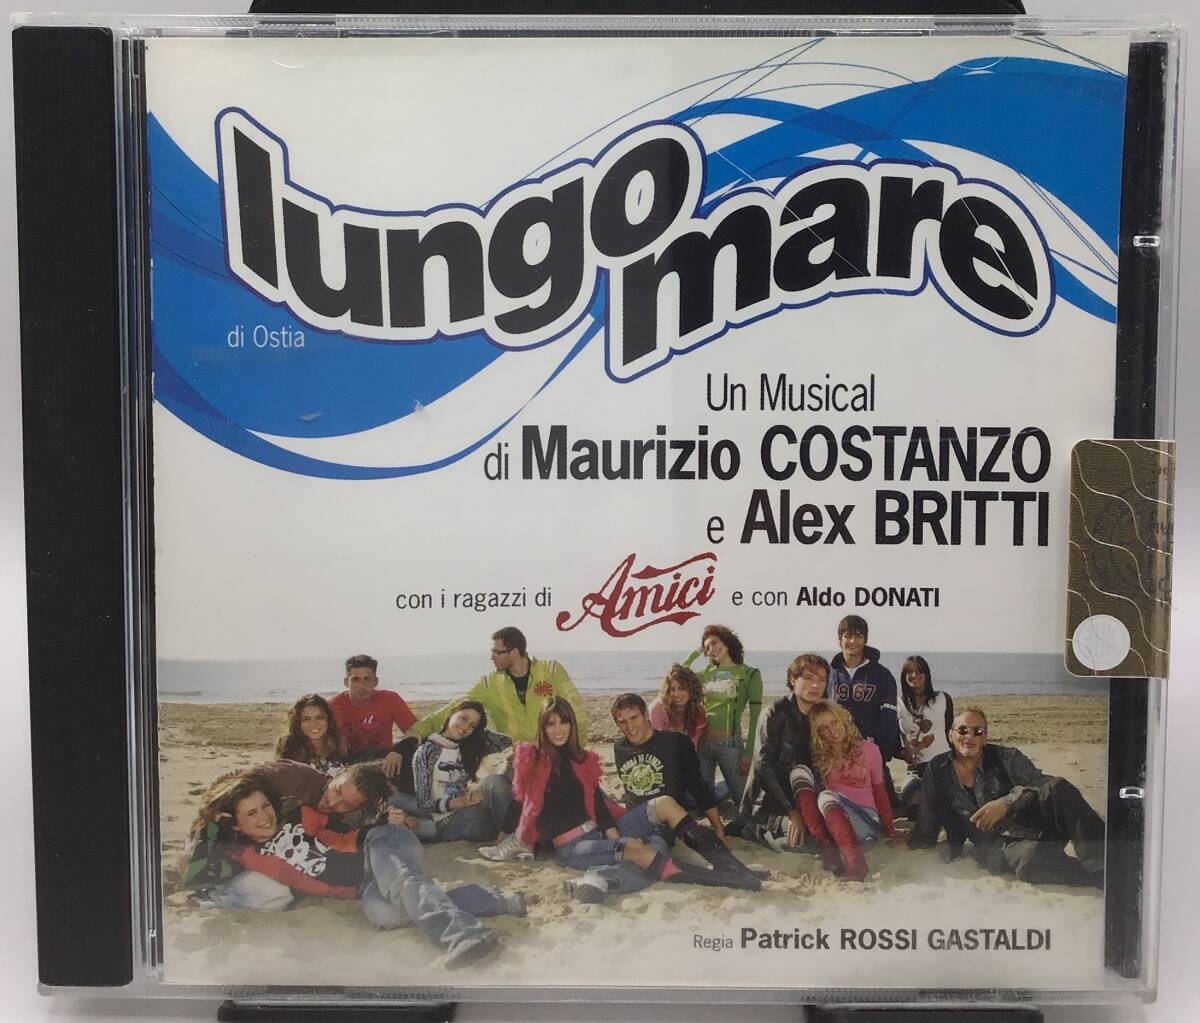 lungo mare
di Ostia
Un Musical
di Maurizio COSTANZO
e Alex BRITTI
con i ragazzi di Amici e con Aldo DONATI
1967
Regia Patrick ROSSI GASTALDI